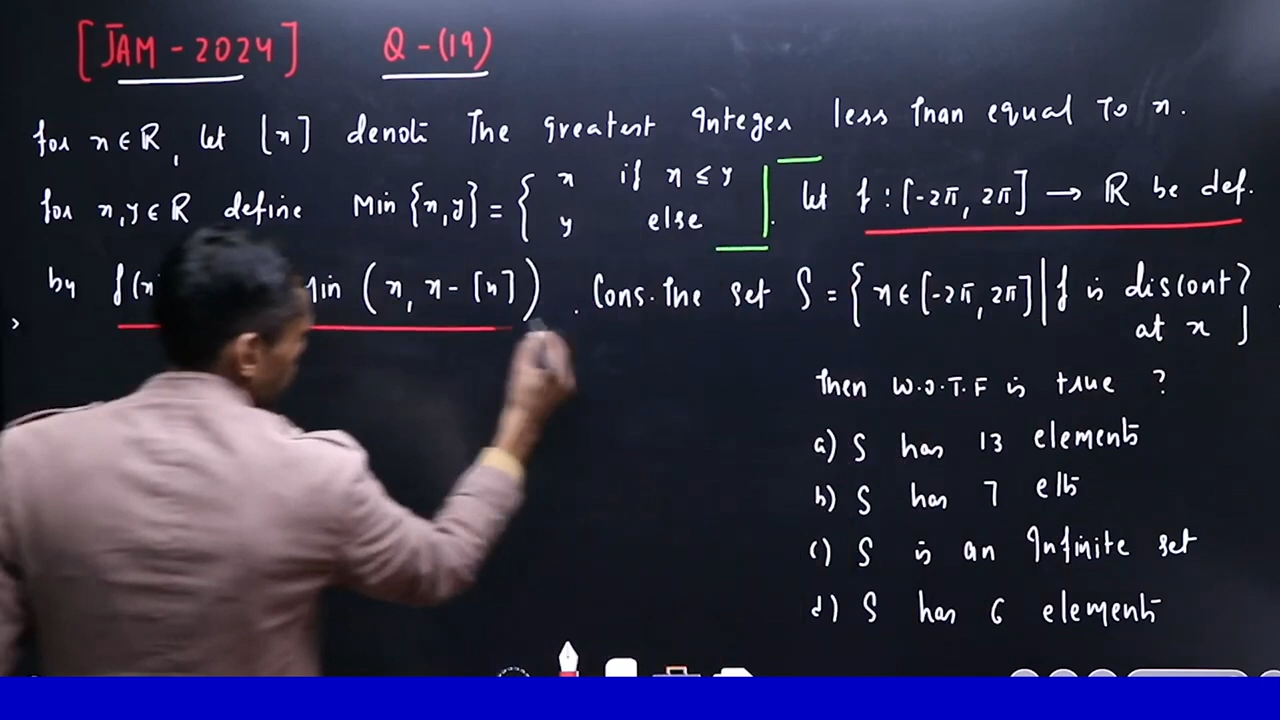 [JAM - 2024] Q - (19)
for x ∈ ℝ, let [x] denote The greatest Integer less than equal to x.
for x,y ∈ ℝ define Min {x,y} = { x if x ≤ y
y else . let f : [-2π, 2π] → ℝ be def.
by f(x (x, x - [x]) . Cons. the set S = { x ∈ [-2π, 2π] | f is discont
at x }
then W.O.T.F is true ?
a) S has 13 elements
b) S has 7 elts
c) S is an Infinite set
d) S has 6 elements